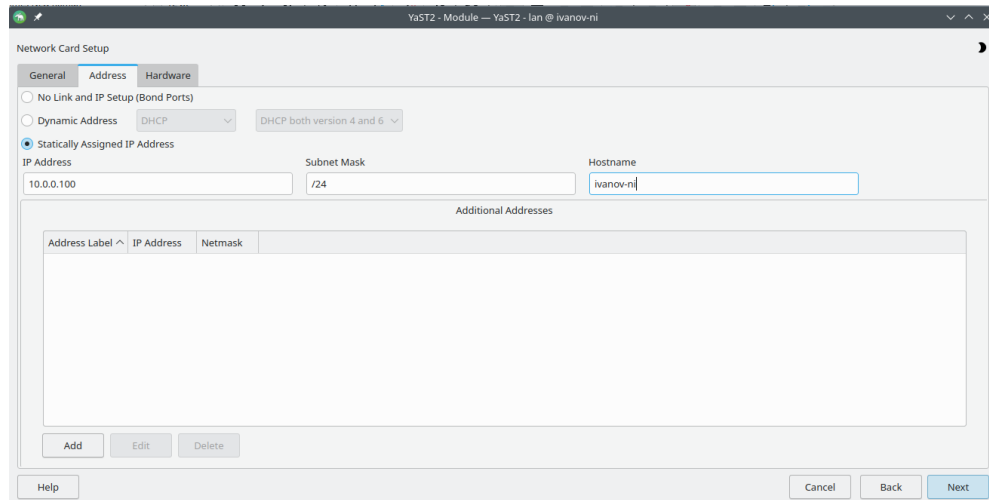 YaST2 - Module — YaST2 - lan @ ivanov-ni
Network Card Setup
General Address Hardware
No Link and IP Setup (Bond Ports)
Dynamic Address DHCP DHCP both version 4 and 6
Statically Assigned IP Address
IP Address Subnet Mask Hostname
10.0.0.100 /24 ivanov-ni
Additional Addresses
Address Label IP Address Netmask
Add Edit Delete
Help Cancel Back Next